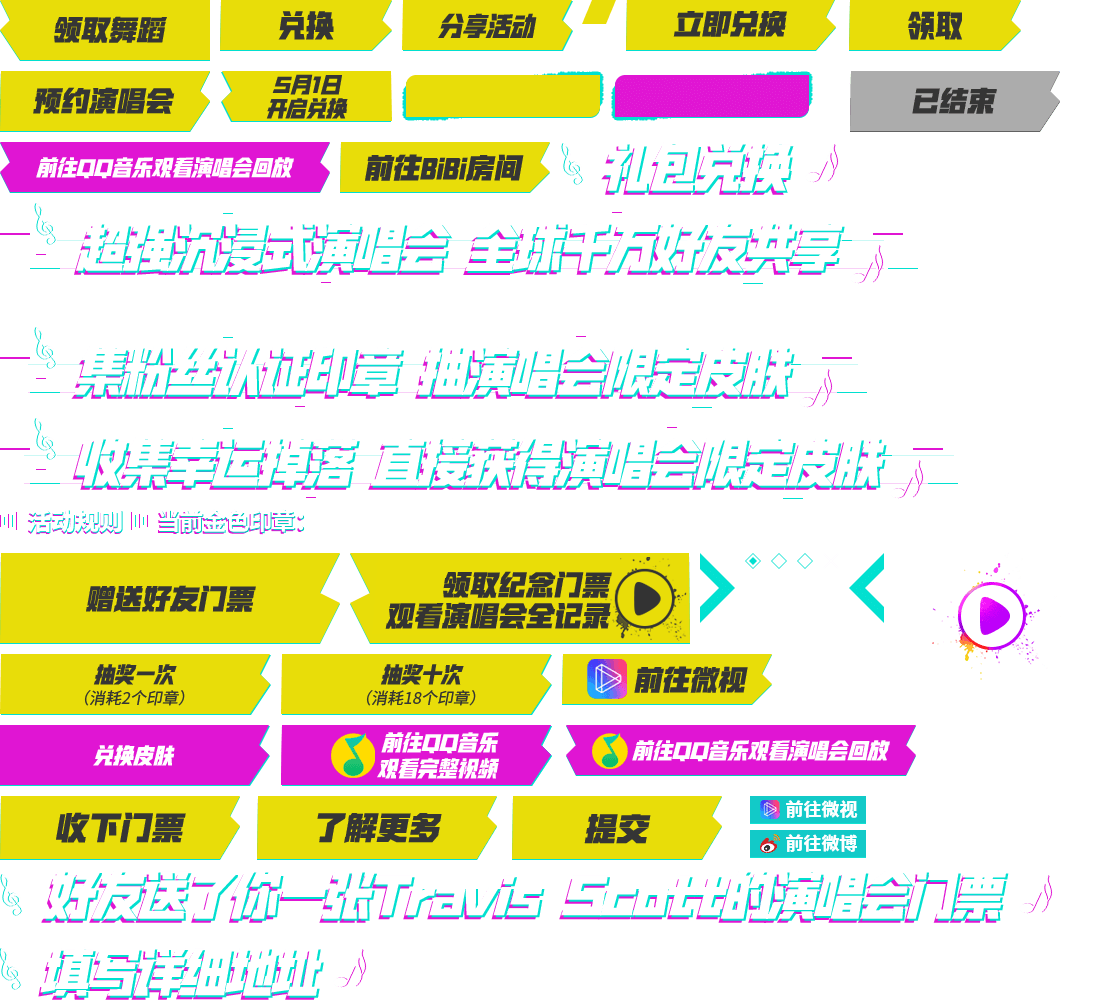 领取舞蹈
兑换
分享活动
立即兑换
领取
预约演唱会
5月1日
开启兑换
已结束
前往QQ音乐观看演唱会回放
前往BiBi房间
礼包兑换
超强沉浸式演唱会 全球千万好友共享
集粉丝认证印章 抽演唱会限定皮肤
收集幸运掉落 直接获得演唱会限定皮肤
活动规则
当前金色印章:
赠送好友门票
领取纪念门票
观看演唱会全记录
抽奖一次
(消耗2个印章)
抽奖十次
(消耗18个印章)
前往微视
兑换皮肤
前往QQ音乐
观看完整视频
前往QQ音乐观看演唱会回放
收下门票
了解更多
提交
前往微视
前往微博
好友送了你一张Travis Scott的演唱会门票
填写详细地址